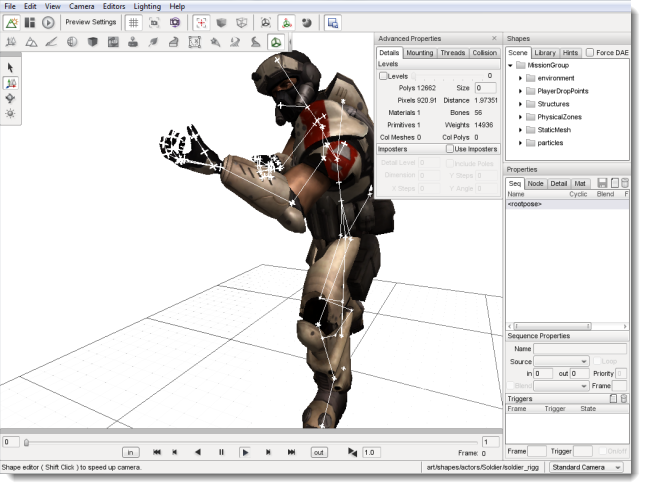 File Edit View Camera Editors Lighting Help
Preview Settings
Advanced Properties
Details Mounting Threads Collision
Levels
Levels 0
Polys 12662 Size 0
Pixels 920.91 Distance 1.97351
Materials 1 Bones 56
Primitives 1 Weights 14936
Col Meshes 0 Col Polys 0
Imposters Use Imposters
Detail Level 0 Include Poles
Dimension 0 Y Steps 0
X Steps 0 Y Angle 0
Shapes
Scene Library Hints Force DAE
MissionGroup
environment
PlayerDropPoints
Structures
PhysicalZones
StaticMesh
particles
Properties
Seq Node Detail Mat
Name Cyclic Blend F
<rootpose>
Sequence Properties
Name
Source Loop
in 0 out 0 Priority 0
Blend Frame
Triggers
Frame Trigger State
Frame Trigger On/off
0 1
in out 1.0 Frame: 0
Shape editor ( Shift Click ) to speed up camera. art/shapes/actors/Soldier/soldier_rigg Standard Camera